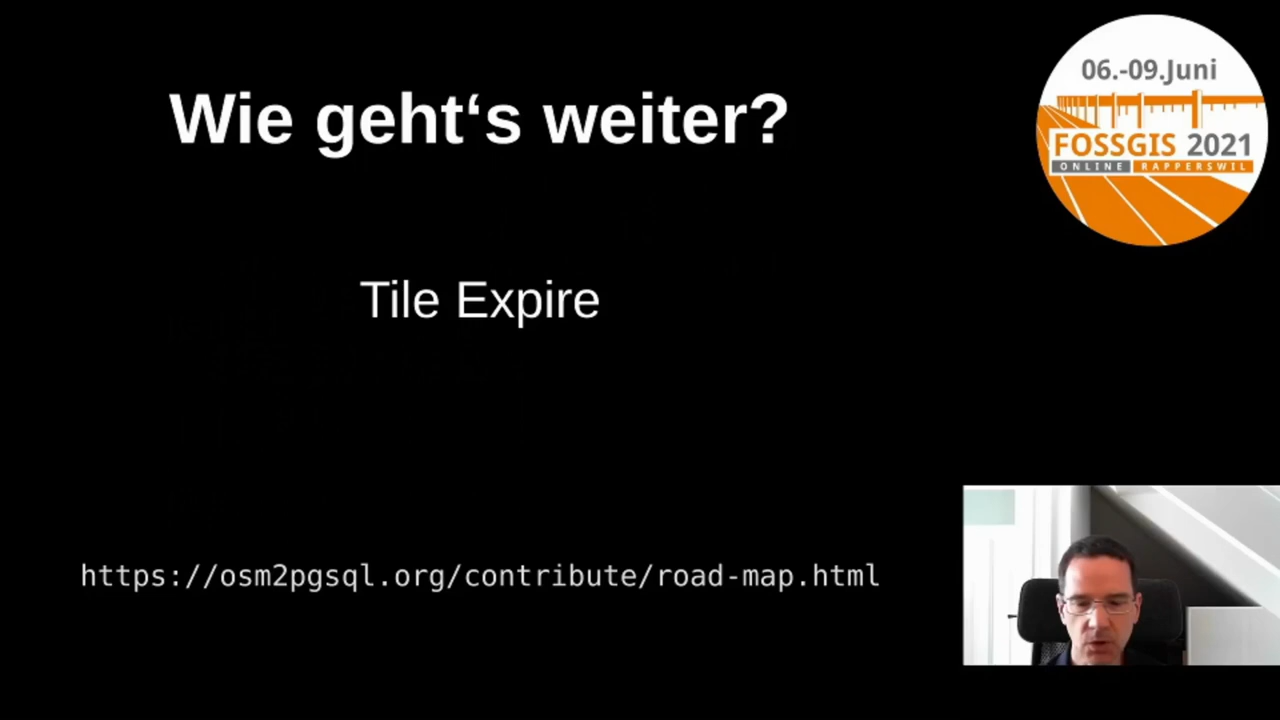 Wie geht‘s weiter?
Tile Expire
https://osm2pgsql.org/contribute/road-map.html
06.-09.Juni
FOSSGIS 2021
ONLINE RAPPERSWIL